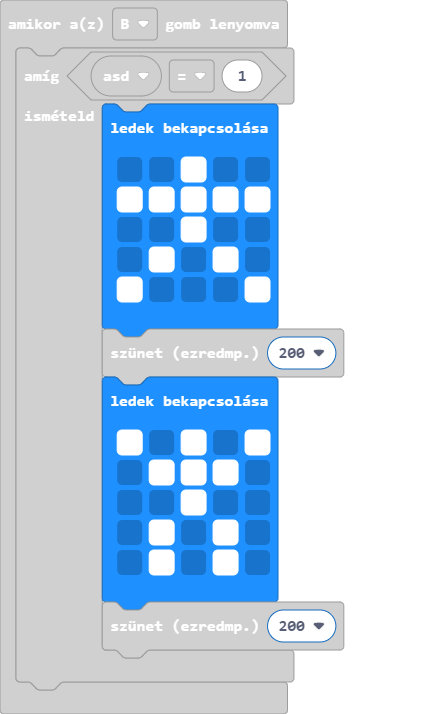 amikor a(z) B gomb lenyomva
amíg asd = 1
ismételd
ledek bekapcsolása
szünet (ezredmp.) 200
ledek bekapcsolása
szünet (ezredmp.) 200